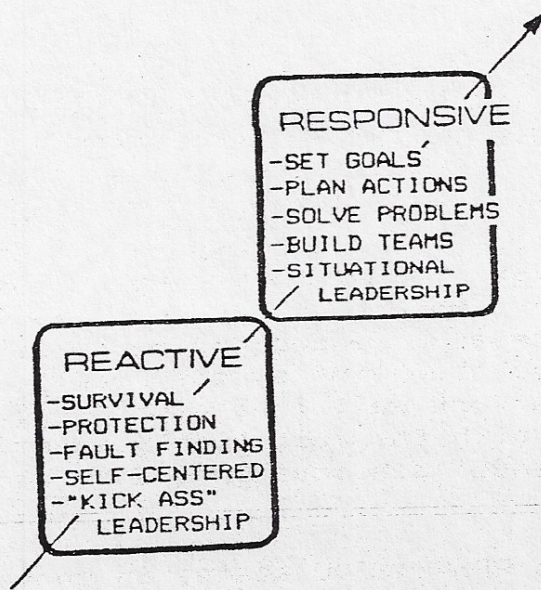 RESPONSIVE
-SET GOALS
-PLAN ACTIONS
-SOLVE PROBLEMS
-BUILD TEAMS
-SITUATIONAL
LEADERSHIP
REACTIVE
-SURVIVAL
-PROTECTION
-FAULT FINDING
-SELF-CENTERED
-"KICK ASS"
LEADERSHIP